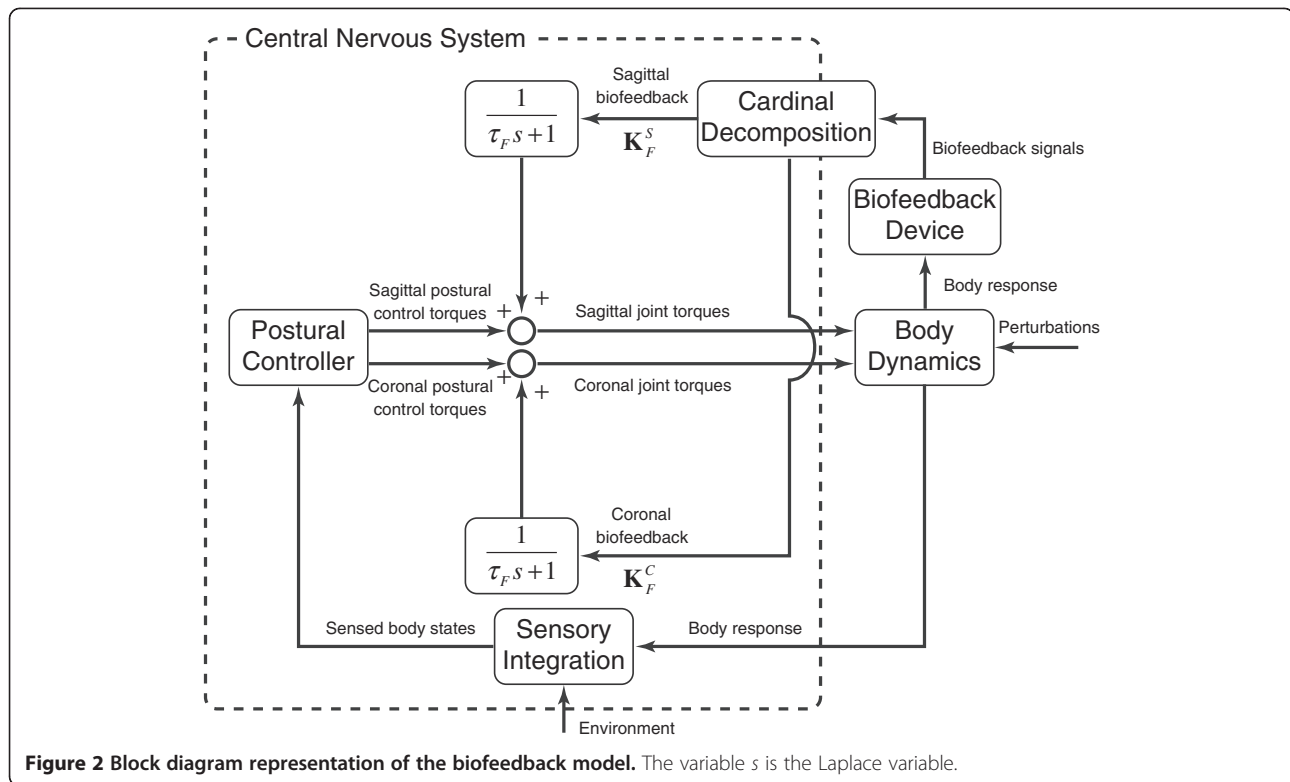 Central Nervous System
Sagittal
biofeedback
K_F^S
Cardinal
Decomposition
1
τ_F s + 1
Biofeedback signals
Biofeedback
Device
Body response
Sagittal postural
control torques
+
+
Sagittal joint torques
Postural
Controller
Body
Dynamics
Perturbations
Coronal postural
control torques
+
+
Coronal joint torques
1
τ_F s + 1
Coronal
biofeedback
K_F^C
Sensed body states
Sensory
Integration
Body response
Environment
Figure 2 Block diagram representation of the biofeedback model. The variable s is the Laplace variable.